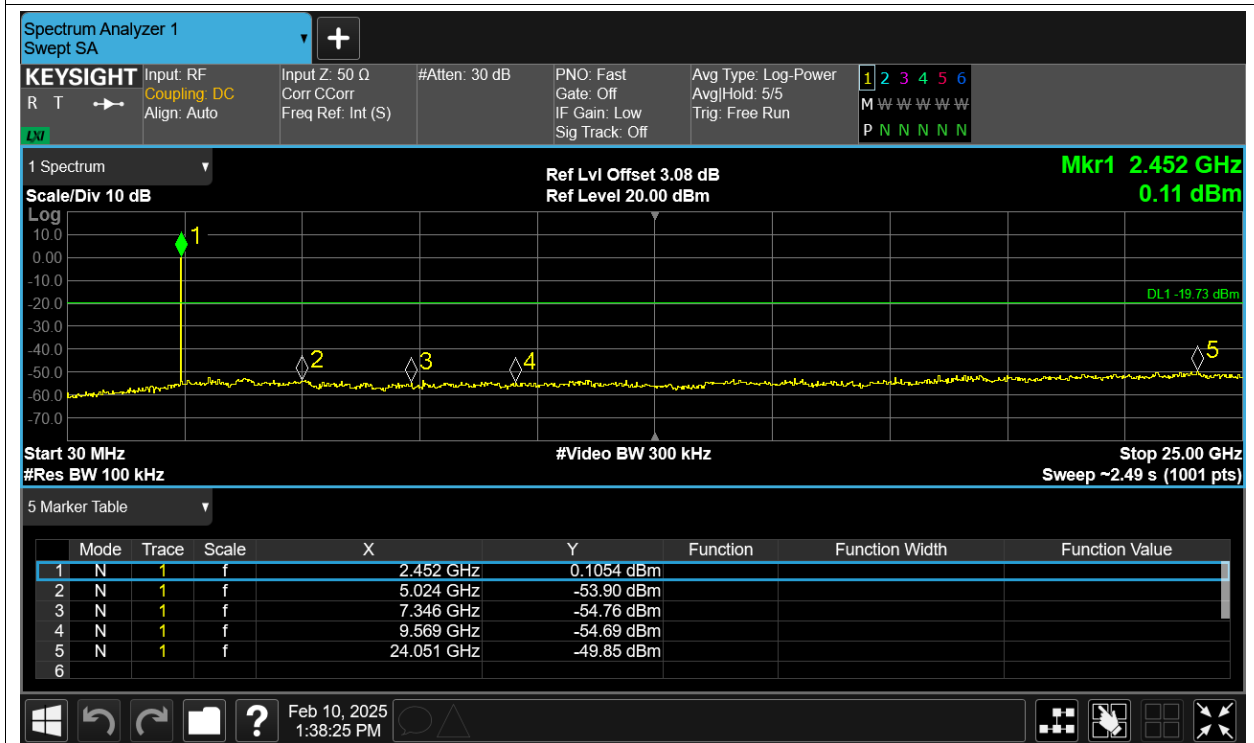 Spectrum Analyzer 1
Swept SA
+
KEYSIGHT Input: RF Input Z: 50 Ω #Atten: 30 dB PNO: Fast Avg Type: Log-Power 1 2 3 4 5 6
R T Coupling: DC Corr CCorr Gate: Off Avg|Hold: 5/5 M W W W W W W
Align: Auto Freq Ref: Int (S) IF Gain: Low Trig: Free Run
LXI Sig Track: Off P N N N N N
1 Spectrum Ref Lvl Offset 3.08 dB Mkr1 2.452 GHz
Scale/Div 10 dB Ref Level 20.00 dBm 0.11 dBm
Log
10.0
1
0.00
-10.0
-20.0 DL1 -19.73 dBm
-30.0
-40.0
2 3 4 5
-50.0
-60.0
-70.0
Start 30 MHz #Video BW 300 kHz Stop 25.00 GHz
#Res BW 100 kHz Sweep ~2.49 s (1001 pts)
5 Marker Table
Mode Trace Scale X Y Function Function Width Function Value
1 N 1 f 2.452 GHz 0.1054 dBm
2 N 1 f 5.024 GHz -53.90 dBm
3 N 1 f 7.346 GHz -54.76 dBm
4 N 1 f 9.569 GHz -54.69 dBm
5 N 1 f 24.051 GHz -49.85 dBm
6
? Feb 10, 2025
1:38:25 PM